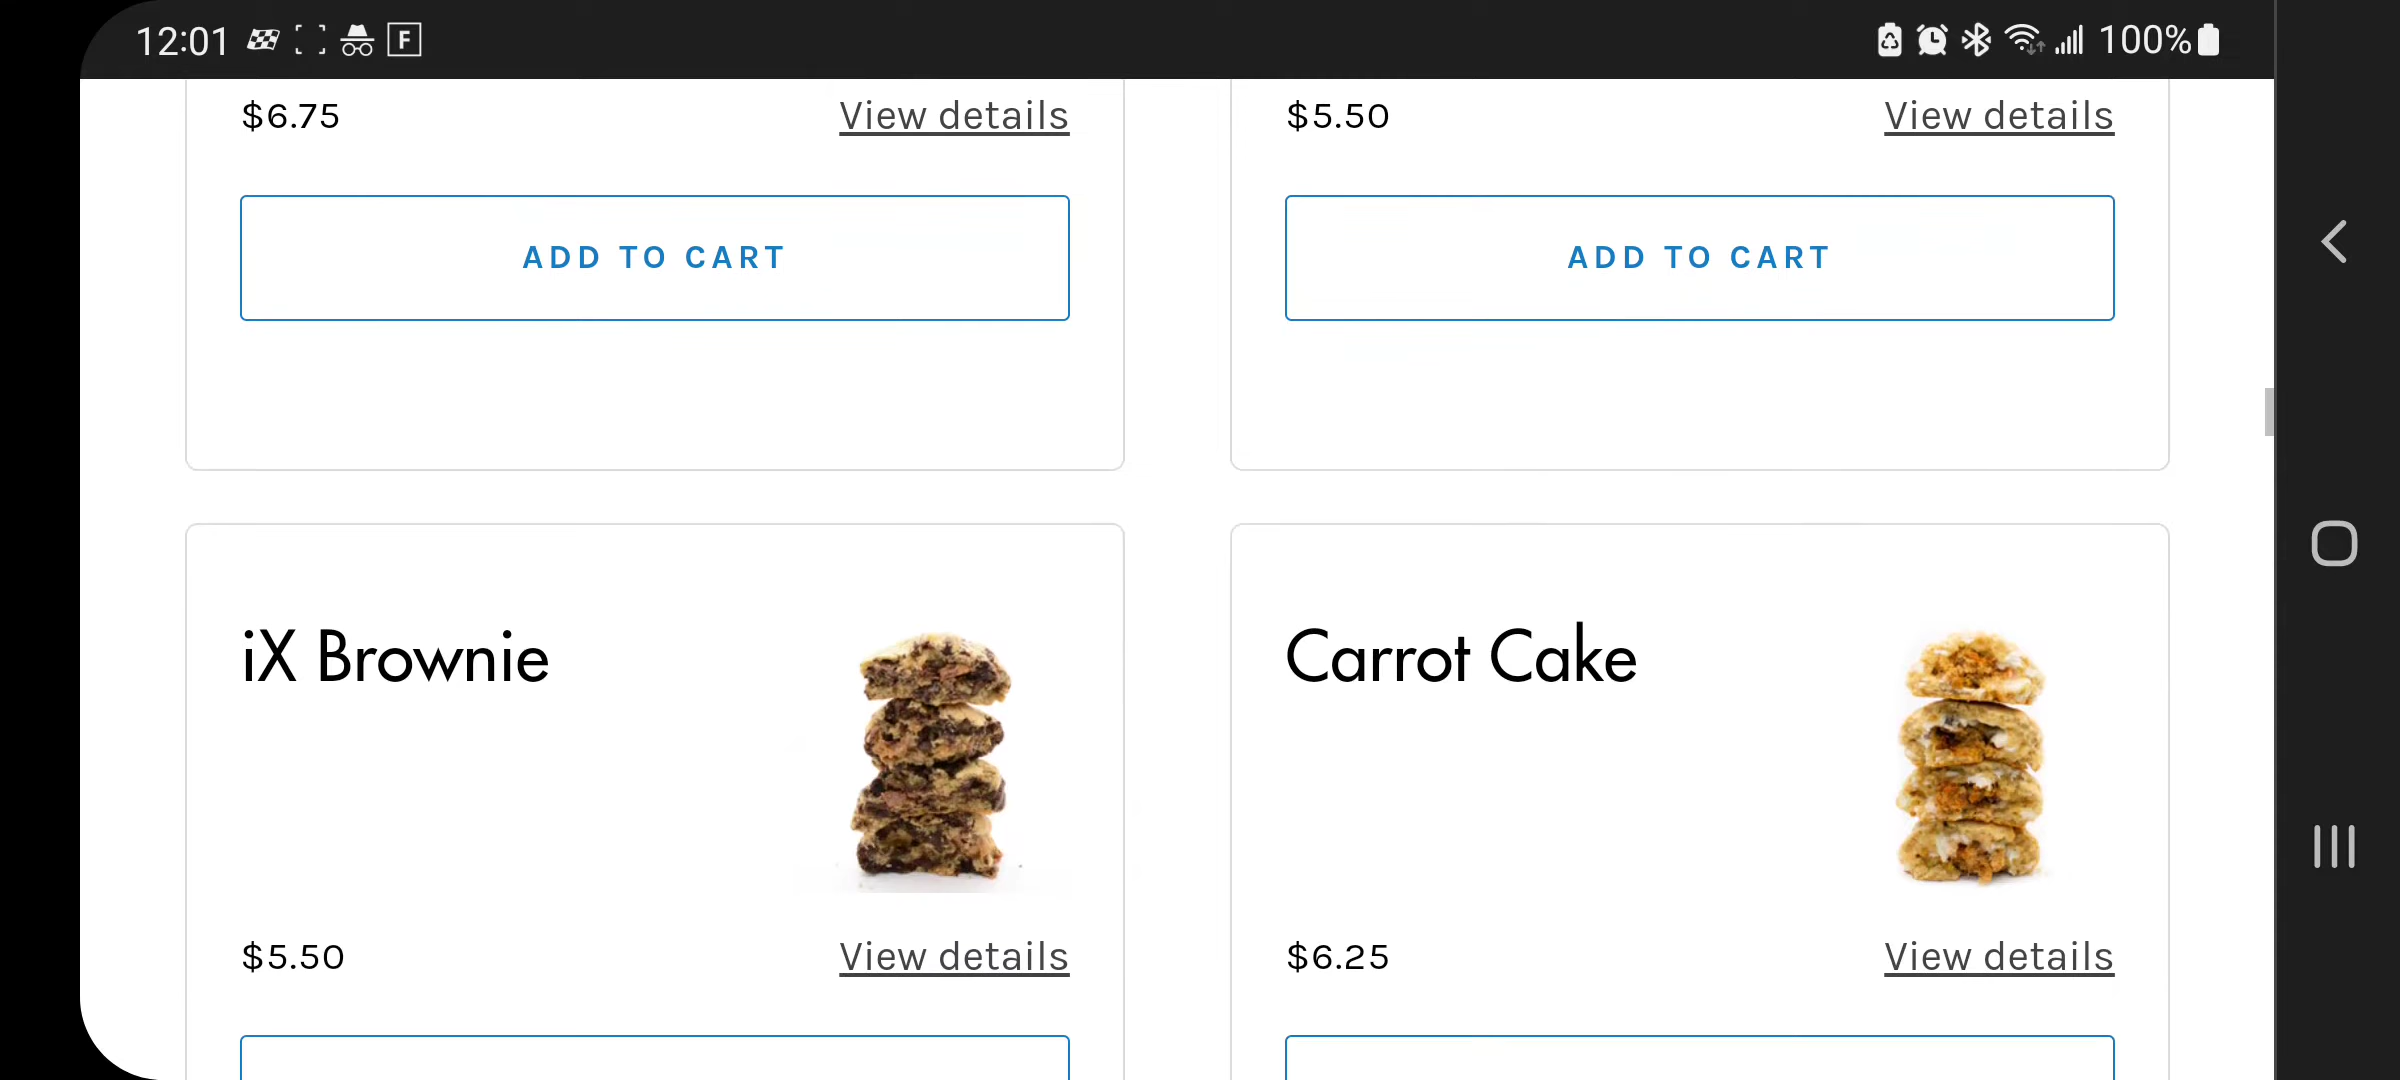 12:01 F 100%
$6.75 View details $5.50 View details
ADD TO CART ADD TO CART
iX Brownie Carrot Cake
$5.50 View details $6.25 View details